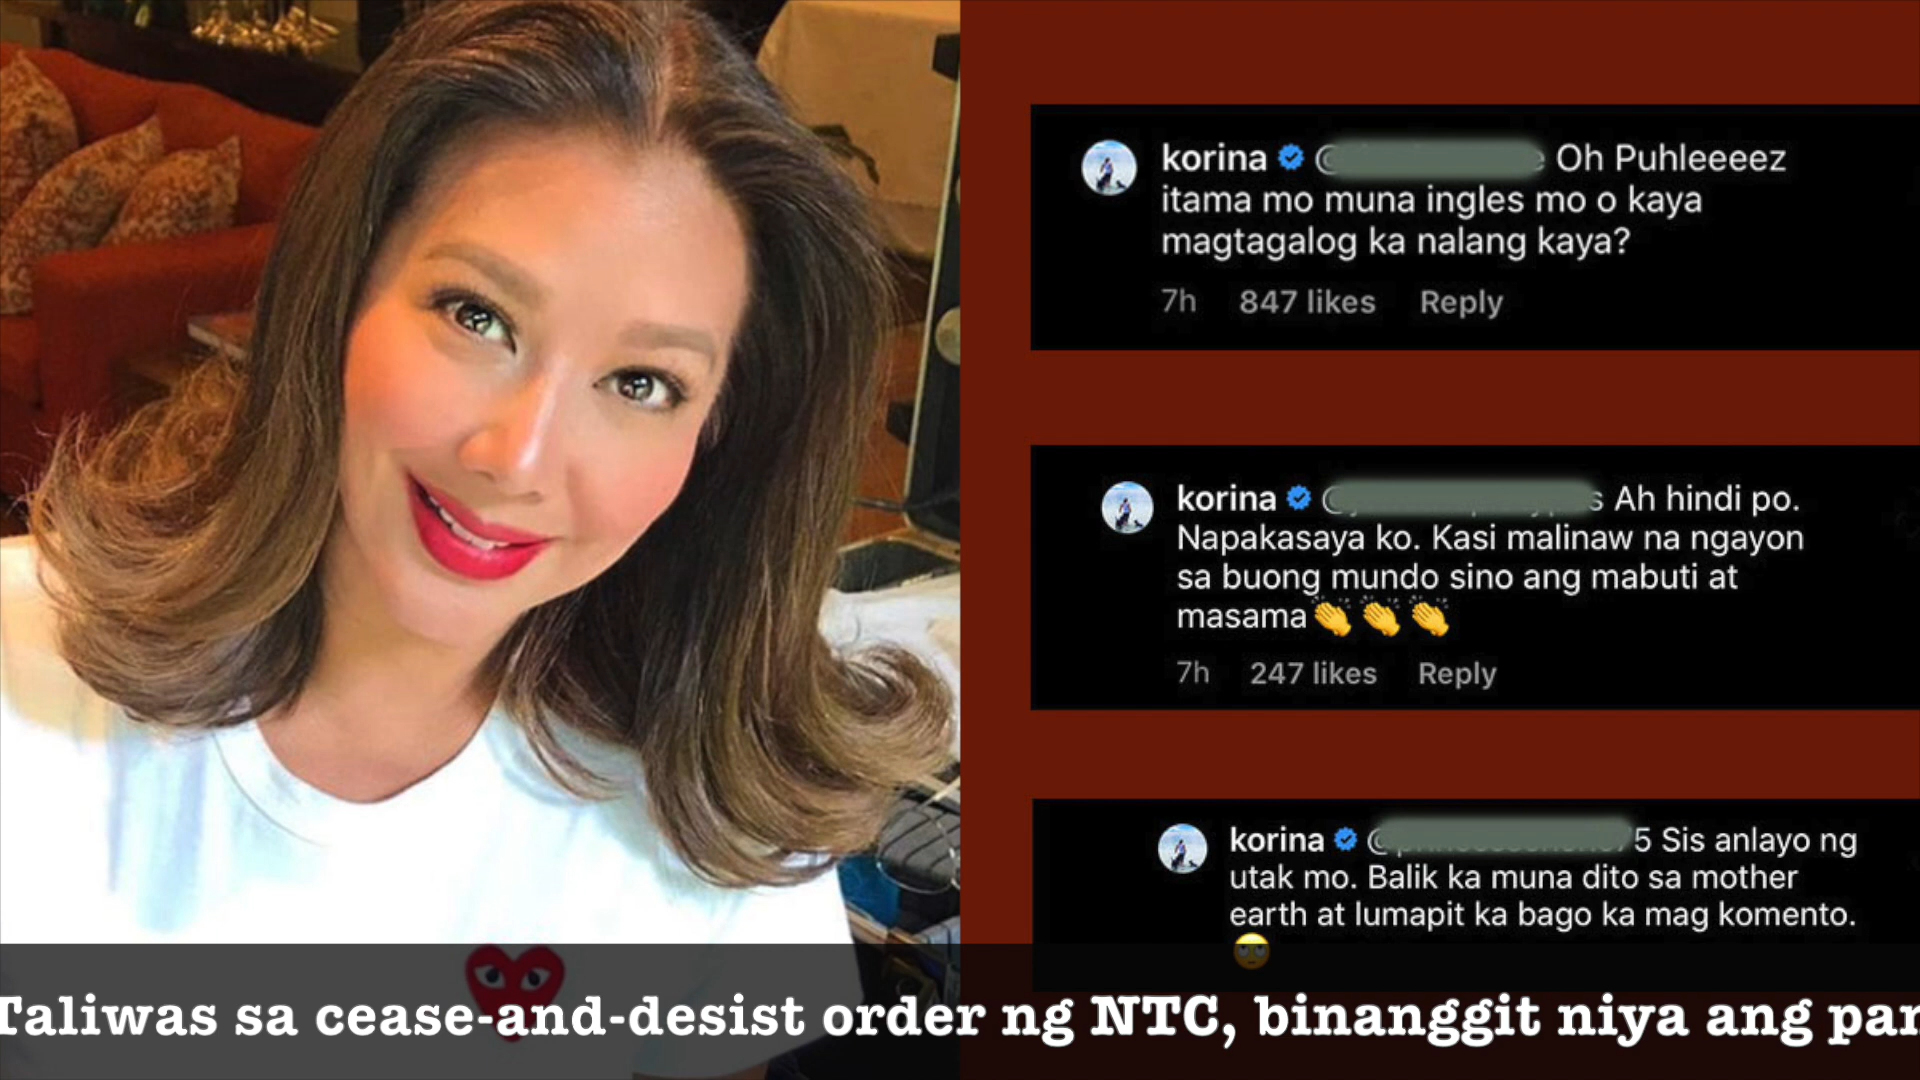 korina @ Oh Puhleeeez
itama mo muna ingles mo o kaya
magtagalog ka nalang kaya?
7h 847 likes Reply
korina @ Ah hindi po.
Napakasaya ko. Kasi malinaw na ngayon
sa buong mundo sino ang mabuti at
masama👏👏👏
7h 247 likes Reply
korina @ 5 Sis anlayo ng
utak mo. Balik ka muna dito sa mother
earth at lumapit ka bago ka mag komento.
🙄
Taliwas sa cease-and-desist order ng NTC, binanggit niya ang